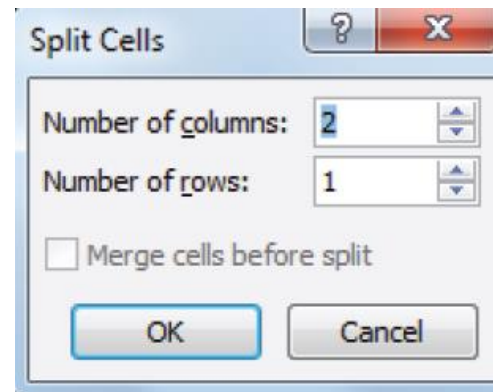 Split Cells
Number of columns: 2
Number of rows: 1
Merge cells before split
OK Cancel